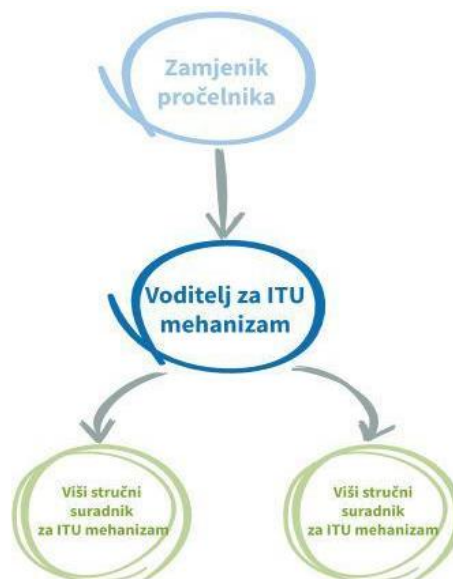 Zamjenik
pročelnika
Voditelj za ITU
mehanizam
Viši stručni
suradnik
za ITU mehanizam
Viši stručni
suradnik
za ITU mehanizam